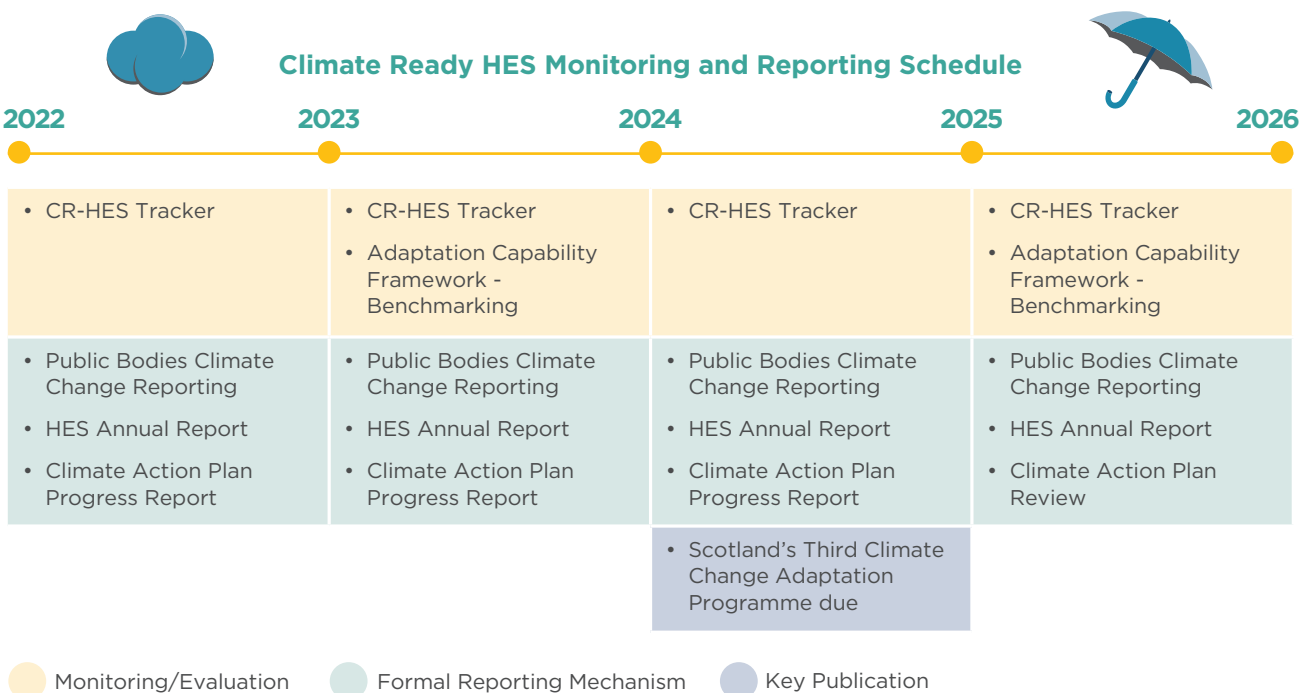 Climate Ready HES Monitoring and Reporting Schedule
2022 2023 2024 2025 2026
• CR-HES Tracker
• CR-HES Tracker
• Adaptation Capability
Framework -
Benchmarking
• CR-HES Tracker
• CR-HES Tracker
• Adaptation Capability
Framework -
Benchmarking
• Public Bodies Climate
Change Reporting
• HES Annual Report
• Climate Action Plan
Progress Report
• Public Bodies Climate
Change Reporting
• HES Annual Report
• Climate Action Plan
Progress Report
• Public Bodies Climate
Change Reporting
• HES Annual Report
• Climate Action Plan
Progress Report
• Public Bodies Climate
Change Reporting
• HES Annual Report
• Climate Action Plan
Review
• Scotland’s Third Climate
Change Adaptation
Programme due
Monitoring/Evaluation Formal Reporting Mechanism Key Publication